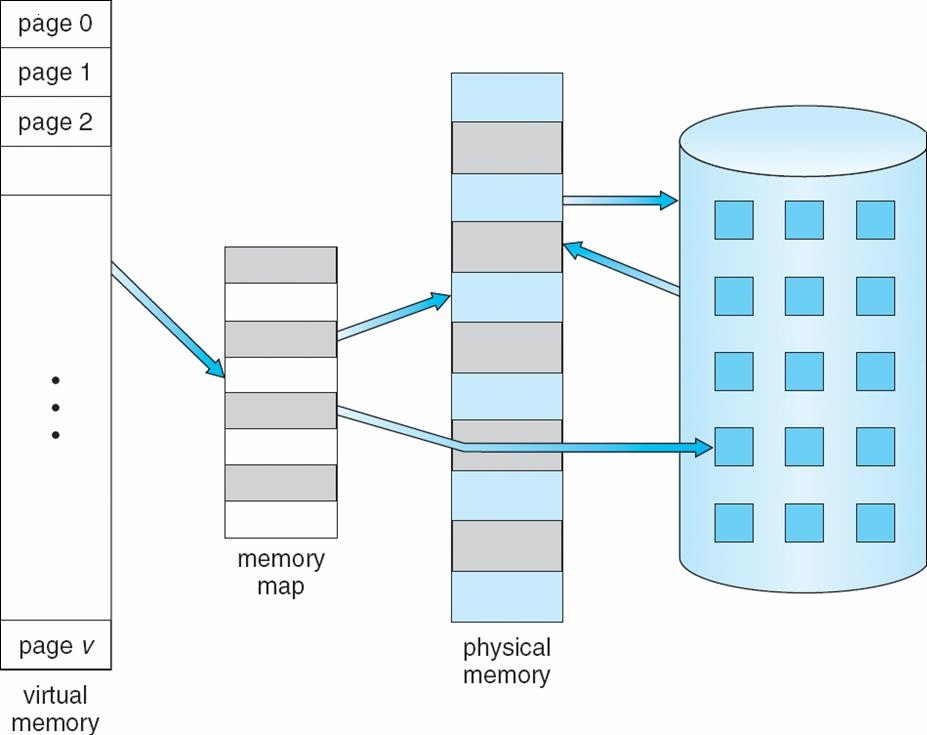 page 0
page 1
page 2
page v
virtual
memory
memory
map
physical
memory